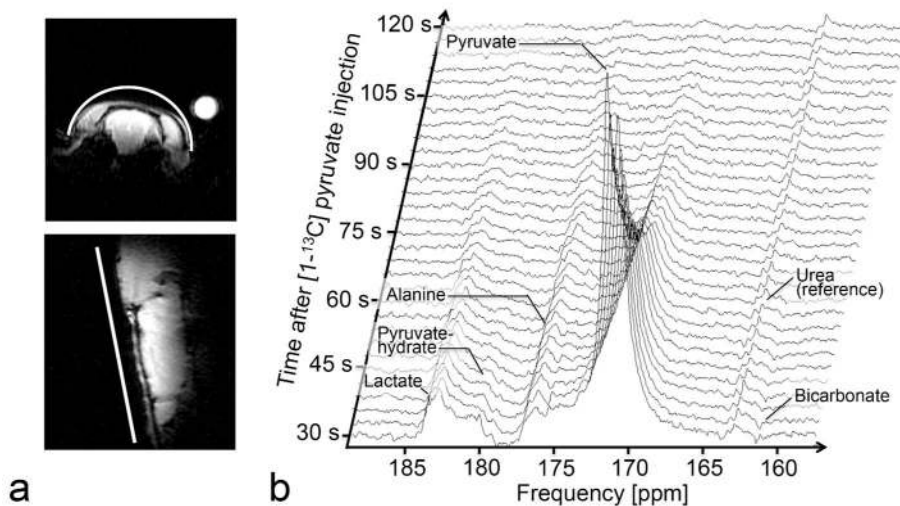 120 s
Pyruvate
105 s
90 s
75 s
60 s
45 s
30 s
Time after [1-¹³C] pyruvate injection
Urea
(reference)
Alanine
Pyruvate-
hydrate
Lactate
Bicarbonate
185 180 175 170 165 160
Frequency [ppm]
a
b